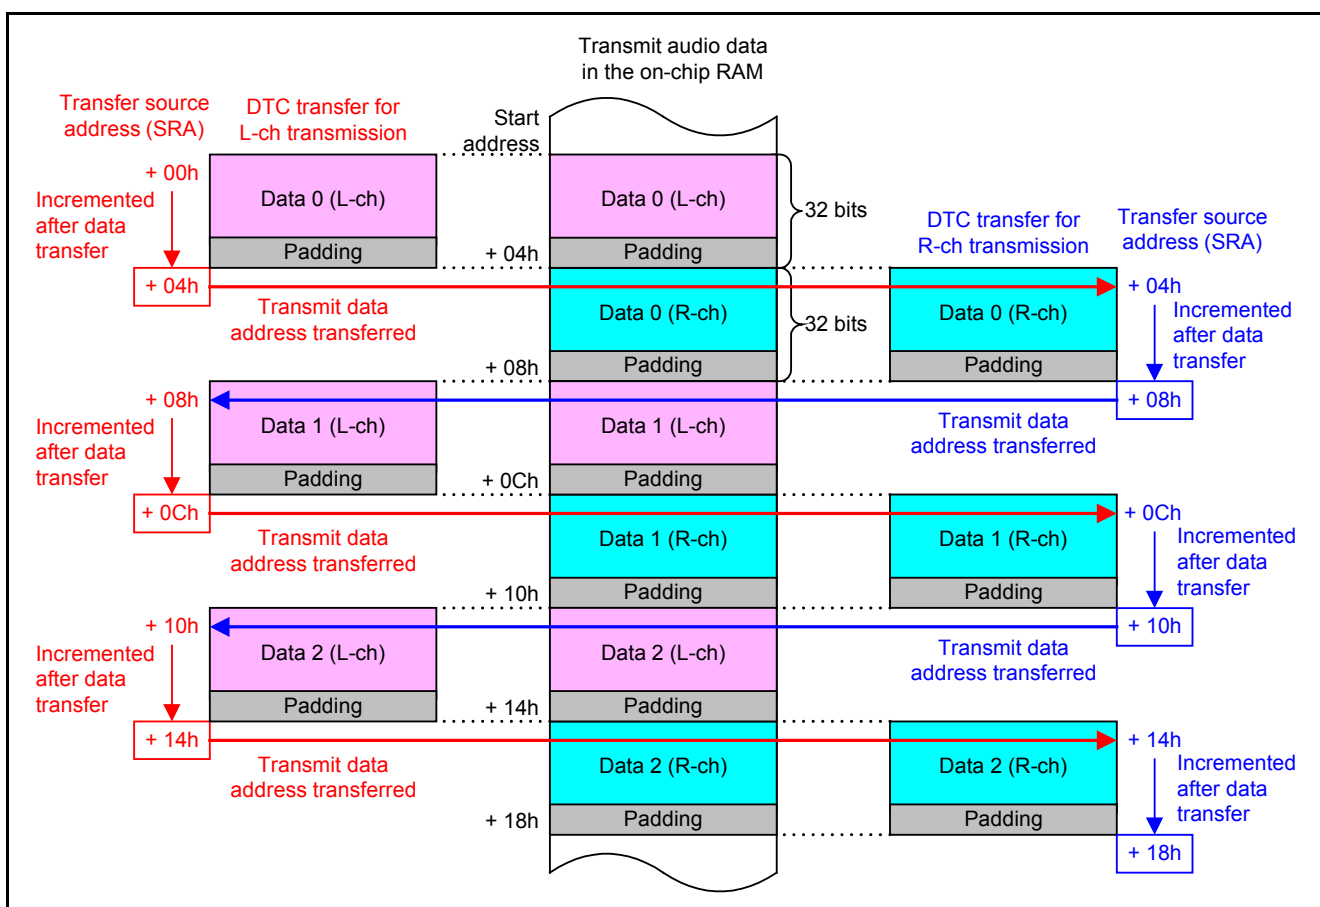 Transmit audio data
in the on-chip RAM
Transfer source
address (SRA)
DTC transfer for
L-ch transmission
Start
address
+ 00h
Incremented
after data
transfer
Data 0 (L-ch)
Padding
Data 0 (L-ch)
Padding
32 bits
DTC transfer for
R-ch transmission
Transfer source
address (SRA)
+ 04h
+ 04h
Transmit data
address transferred
Data 0 (R-ch)
Padding
32 bits
Data 0 (R-ch)
Padding
+ 04h
Incremented
after data
transfer
+ 08h
+ 08h
Transmit data
address transferred
+ 08h
Incremented
after data
transfer
Data 1 (L-ch)
Padding
Data 1 (L-ch)
Padding
+ 0Ch
+ 0Ch
Transmit data
address transferred
Data 1 (R-ch)
Padding
Data 1 (R-ch)
Padding
+ 0Ch
Incremented
after data
transfer
+ 10h
+ 10h
Transmit data
address transferred
+ 10h
Incremented
after data
transfer
Data 2 (L-ch)
Padding
Data 2 (L-ch)
Padding
+ 14h
+ 14h
Transmit data
address transferred
Data 2 (R-ch)
Padding
Data 2 (R-ch)
Padding
+ 14h
Incremented
after data
transfer
+ 18h
+ 18h